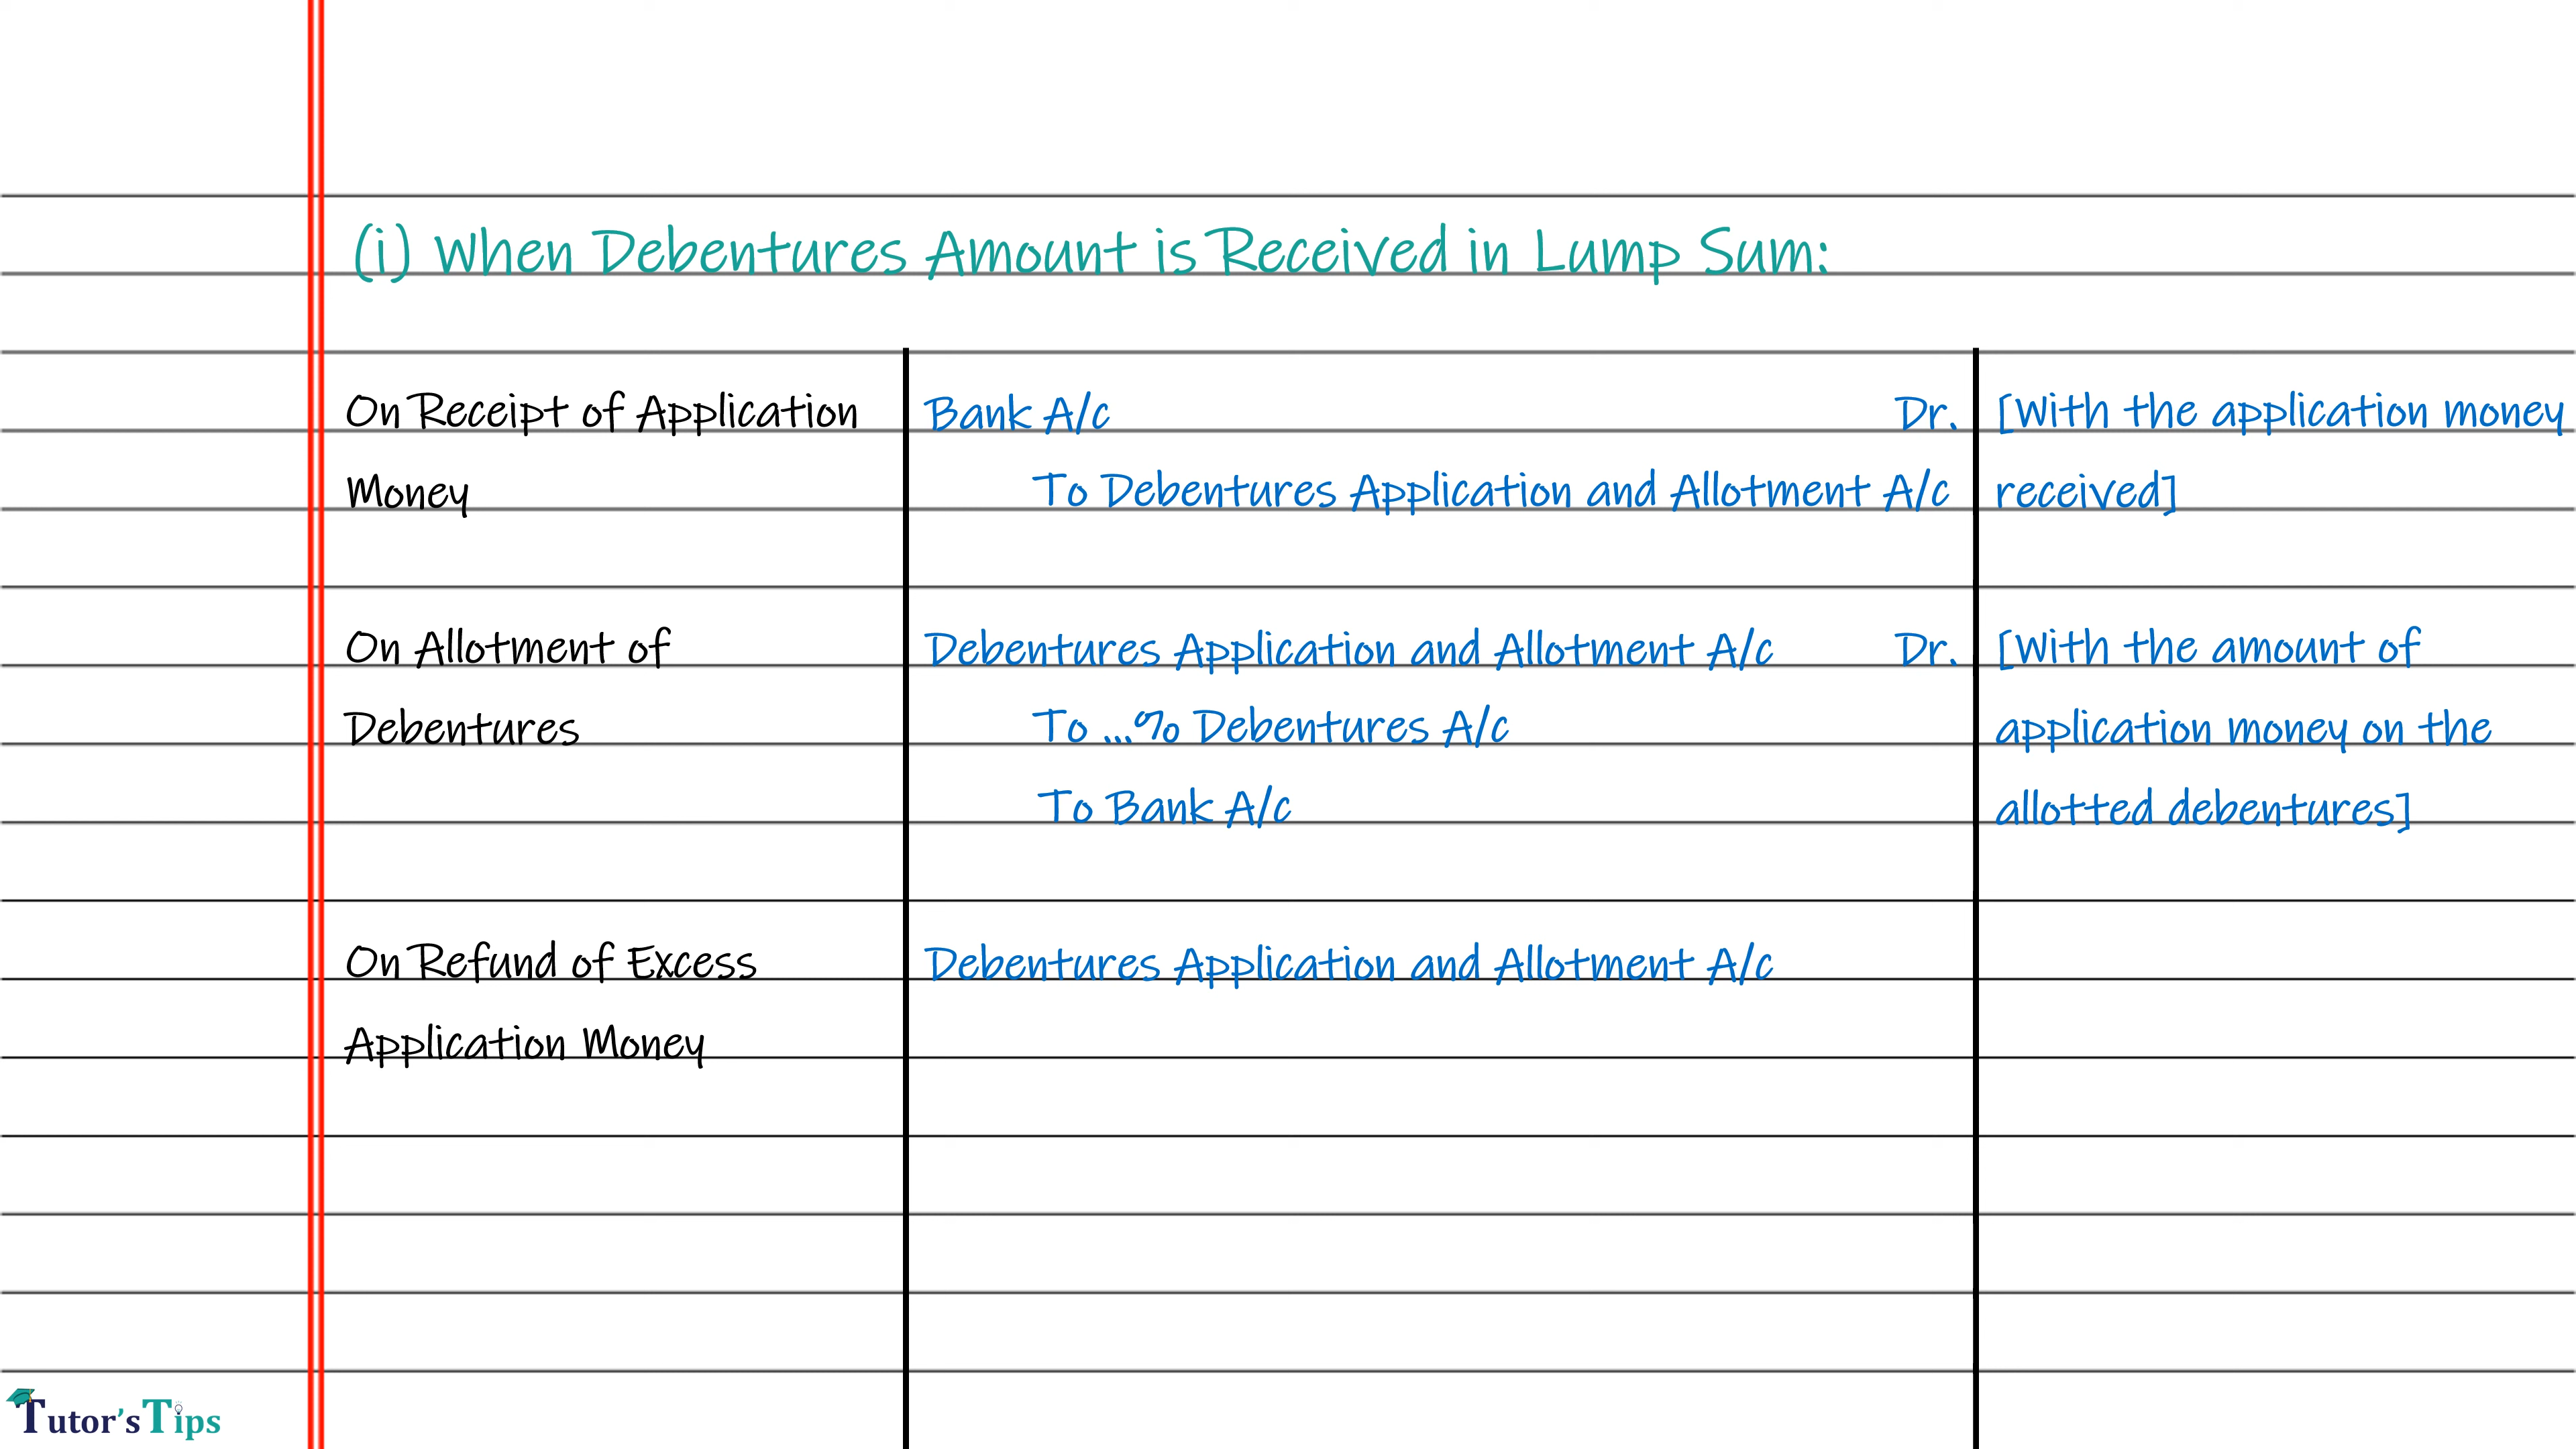 (i) When Debentures Amount is Received in Lump Sum:
On Receipt of Application Bank A/c Dr. [With the application money
Money To Debentures Application and Allotment A/c received]
On Allotment of Debentures Application and Allotment A/c Dr. [With the amount of
Debentures To ...% Debentures A/c application money on the
To Bank A/c allotted debentures]
On Refund of Excess Debentures Application and Allotment A/c
Application Money
Tutor'sTips